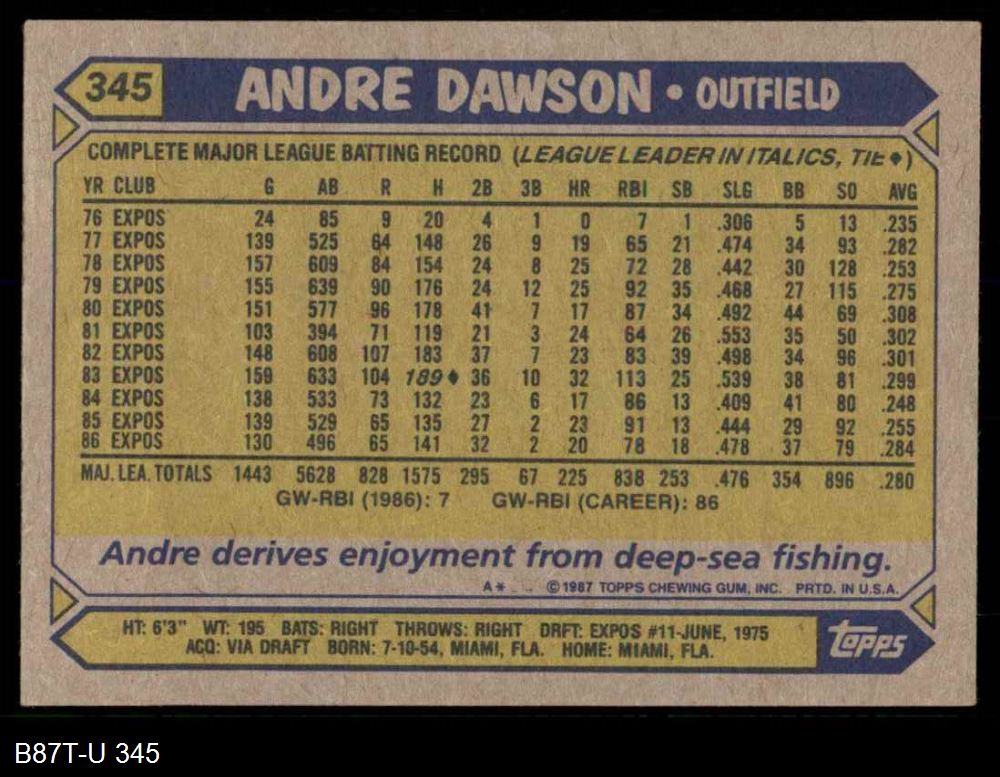 345 ANDRE DAWSON • OUTFIELD
COMPLETE MAJOR LEAGUE BATTING RECORD (LEAGUE LEADER IN ITALICS, TIE ♦)
YR CLUB G AB R H 2B 3B HR RBI SB SLG BB SO AVG
76 EXPOS 24 85 9 20 4 1 0 7 1 .306 5 13 .235
77 EXPOS 139 525 64 148 26 9 19 65 21 .474 34 93 .282
78 EXPOS 157 609 84 154 24 8 25 72 28 .442 30 128 .253
79 EXPOS 155 639 90 176 24 12 25 92 35 .468 27 115 .275
80 EXPOS 151 577 96 178 41 7 17 87 34 .492 44 69 .308
81 EXPOS 103 394 71 119 21 3 24 64 26 .553 35 50 .302
82 EXPOS 148 608 107 183 37 7 23 83 39 .498 34 96 .301
83 EXPOS 159 633 104 189♦ 36 10 32 113 25 .539 38 81 .299
84 EXPOS 138 533 73 132 23 6 17 86 13 .409 41 80 .248
85 EXPOS 139 529 65 135 27 2 23 91 13 .444 29 92 .255
86 EXPOS 130 496 65 141 32 2 20 78 18 .478 37 79 .284
MAJ. LEA. TOTALS 1443 5628 828 1575 295 67 225 838 253 .476 354 896 .280
GW-RBI (1986): 7 GW-RBI (CAREER): 86
Andre derives enjoyment from deep-sea fishing.
A* © 1987 TOPPS CHEWING GUM, INC. PRTD. IN U.S.A.
HT: 6'3" WT: 195 BATS: RIGHT THROWS: RIGHT DRFT: EXPOS #11-JUNE, 1975
ACQ: VIA DRAFT BORN: 7-10-54, MIAMI, FLA. HOME: MIAMI, FLA.
topps
B87T-U 345